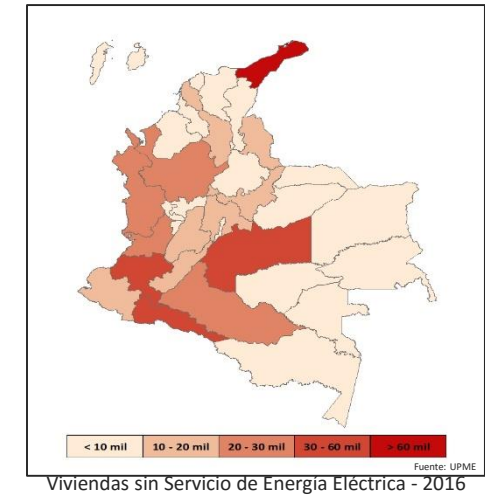 < 10 mil 10 - 20 mil 20 - 30 mil 30 - 60 mil > 60 mil
Fuente: UPME
Viviendas sin Servicio de Energía Eléctrica - 2016